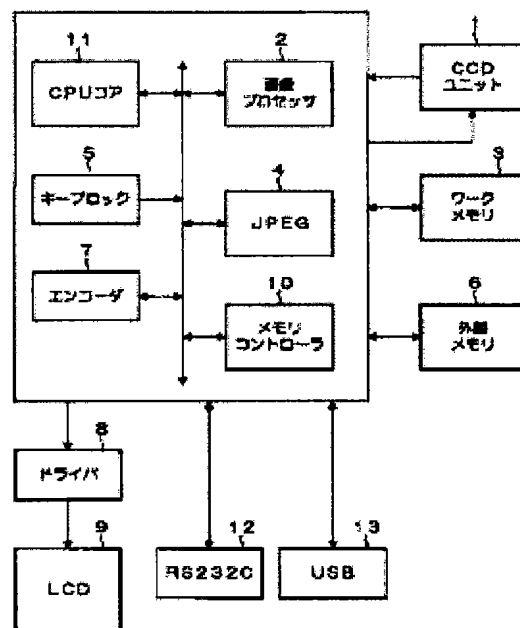 11
CPUコア
2
画像
プロセッサ
1
CCD
ユニット
5
キーブロック
4
JPEG
3
ワーク
メモリ
7
エンコーダ
10
メモリ
コントローラ
6
外部
メモリ
8
ドライバ
9
LCD
12
RS232C
13
USB